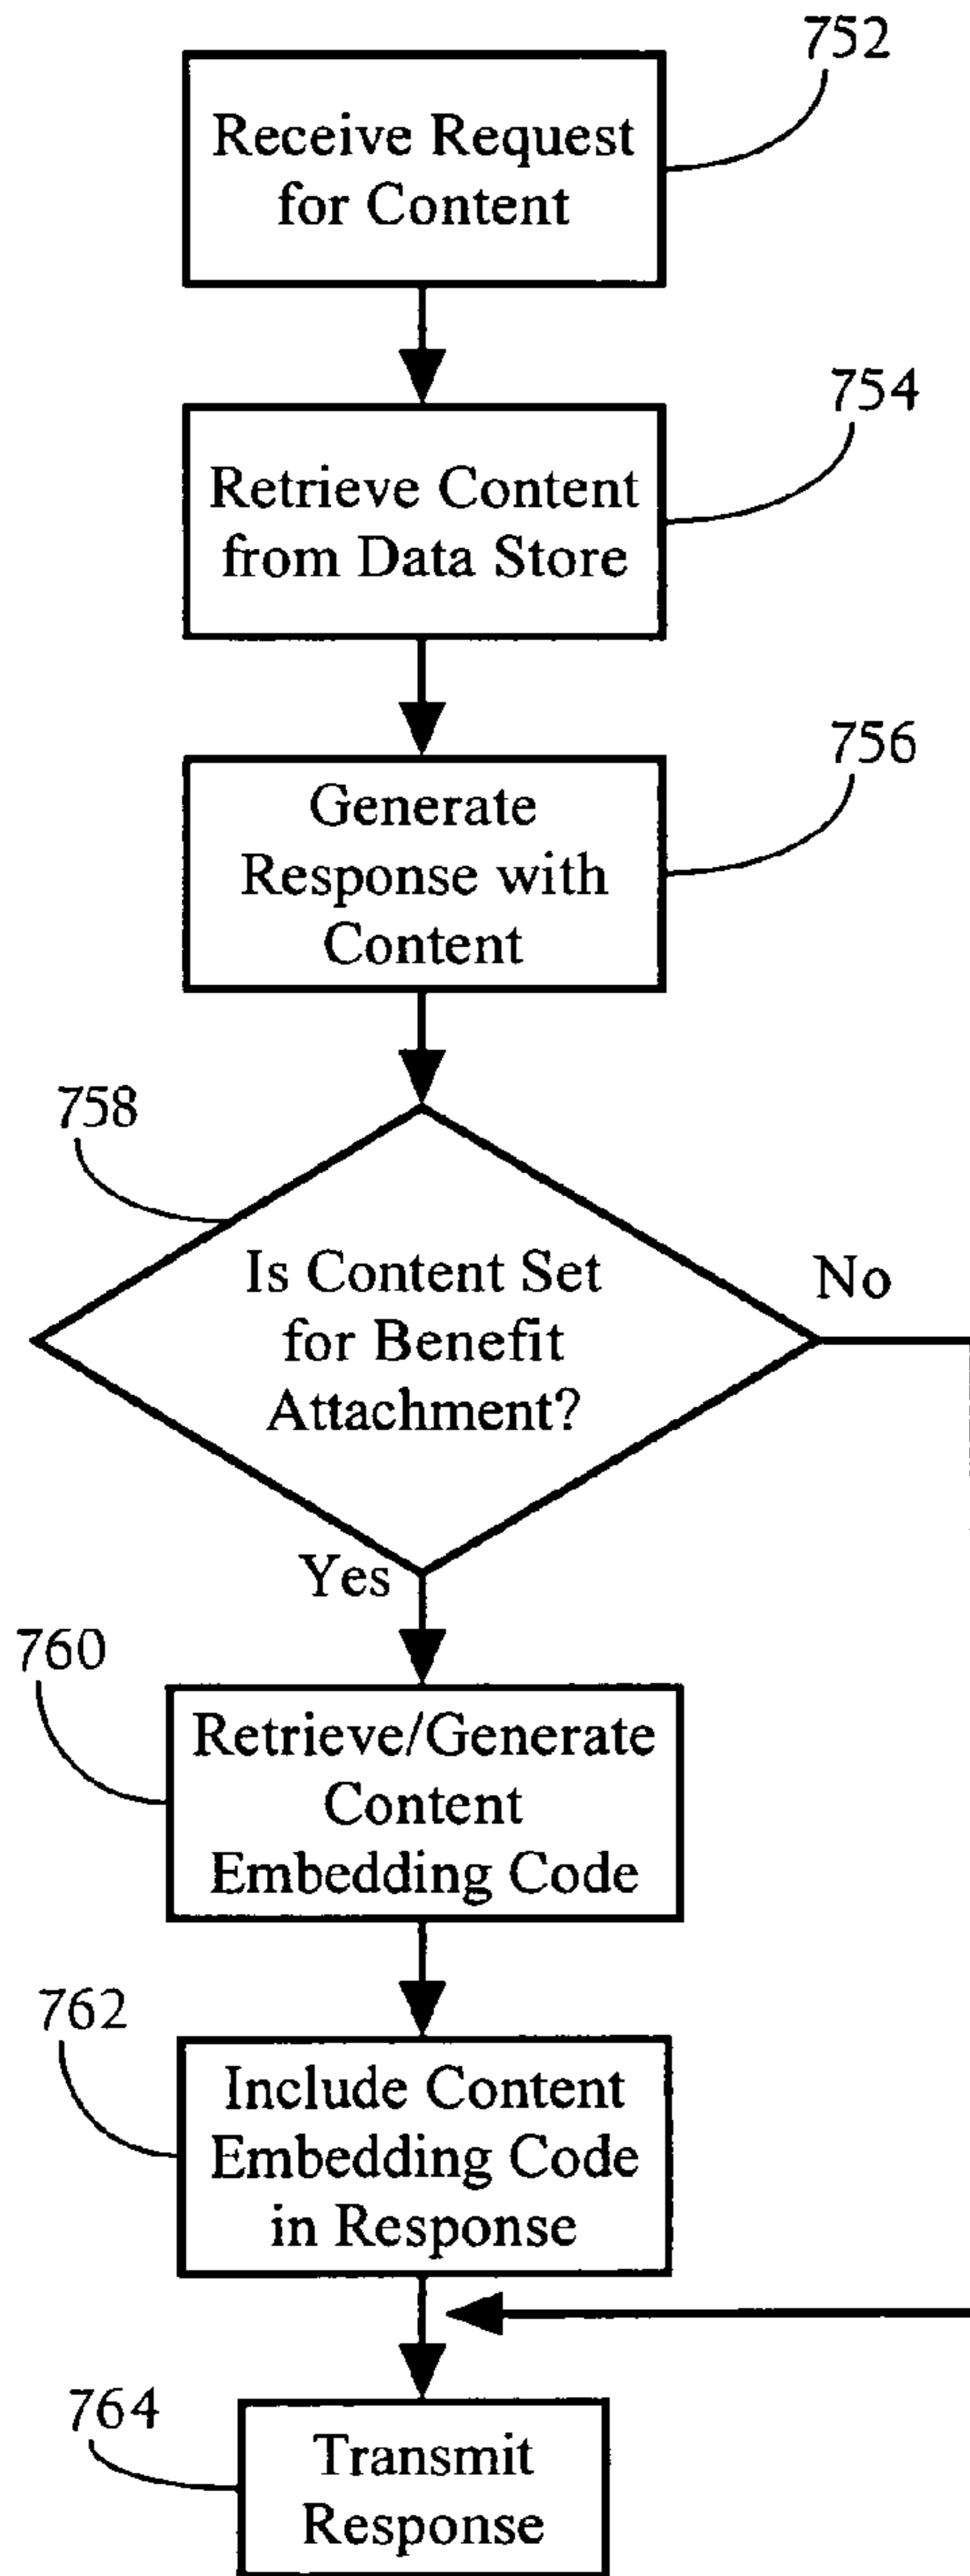 752
Receive Request
for Content
754
Retrieve Content
from Data Store
756
Generate
Response with
Content
758
Is Content Set
for Benefit
Attachment?
No
Yes
760
Retrieve/Generate
Content
Embedding Code
762
Include Content
Embedding Code
in Response
764
Transmit
Response